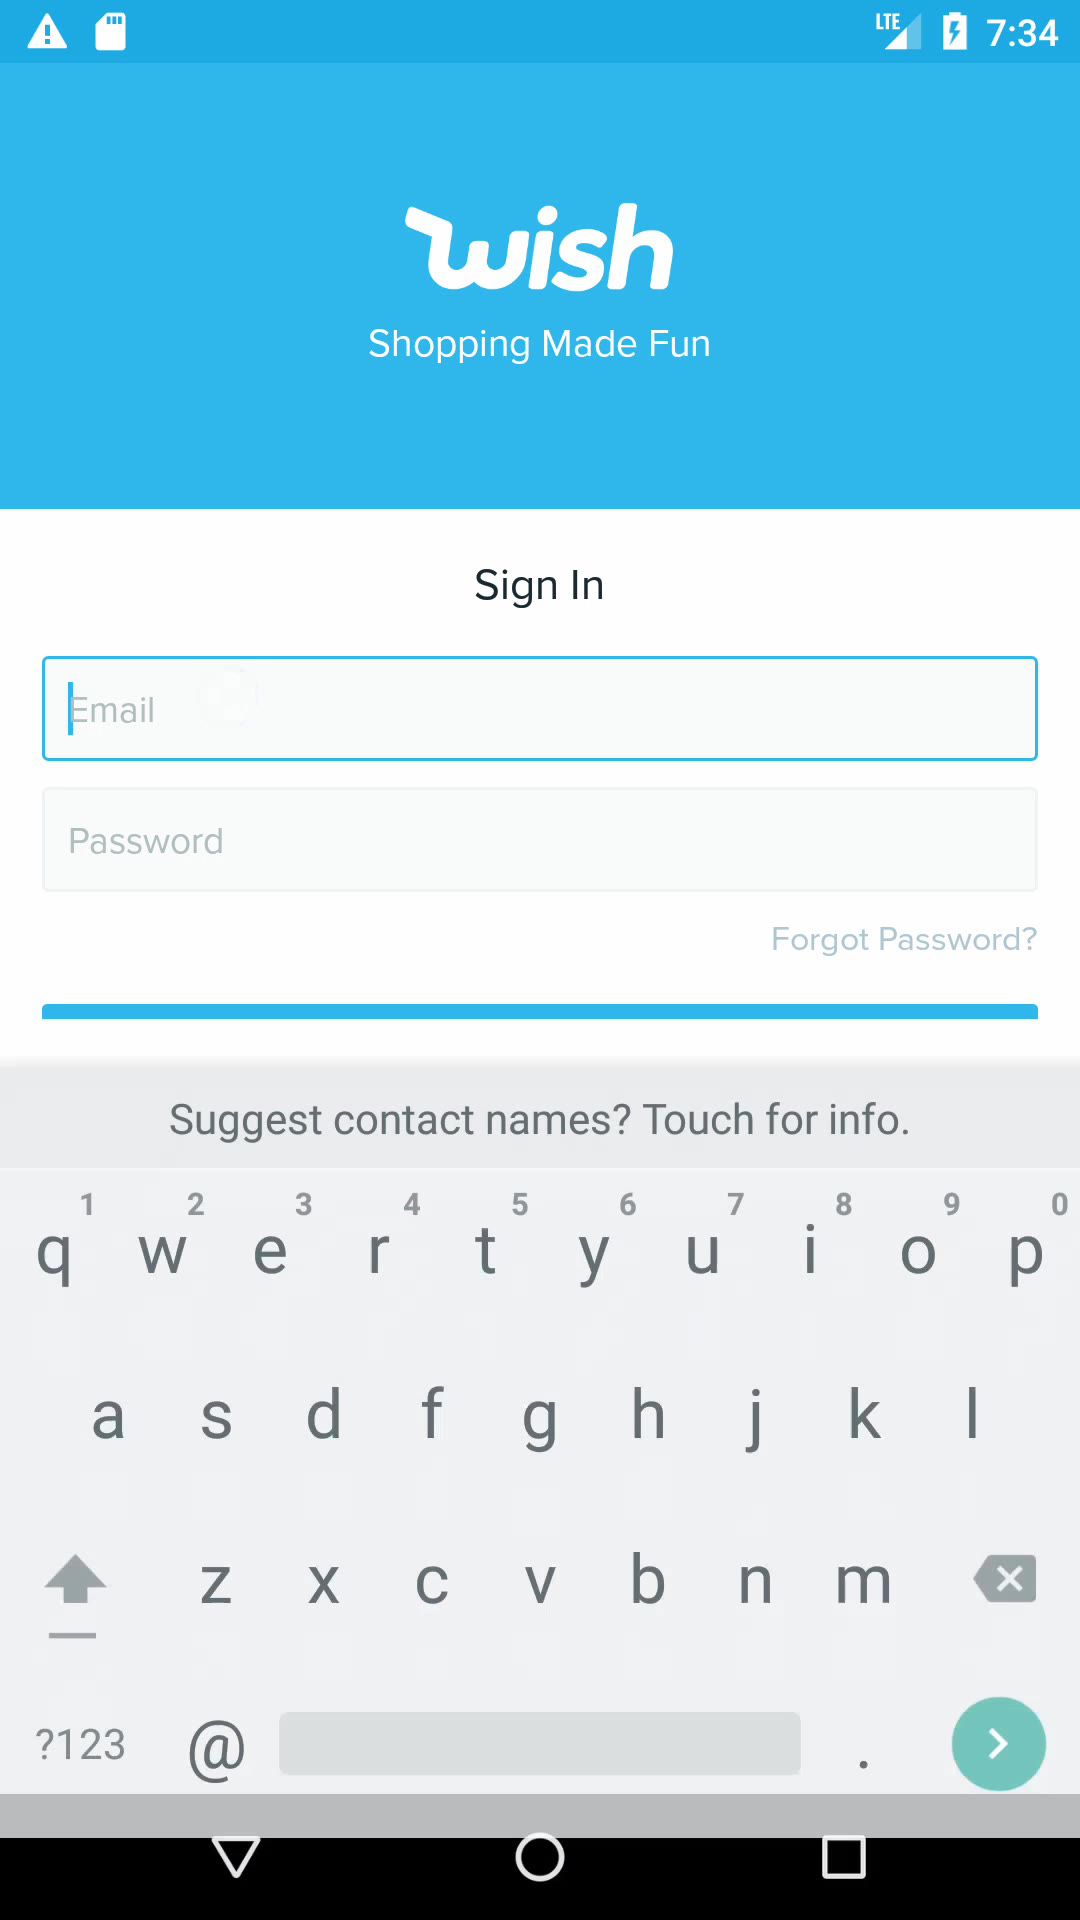 LTE 7:34
wish
Shopping Made Fun
Sign In
Email
Password
Forgot Password?
Suggest contact names? Touch for info.
1 2 3 4 5 6 7 8 9 0
q w e r t y u i o p
a s d f g h j k l
z x c v b n m
?123 @ .